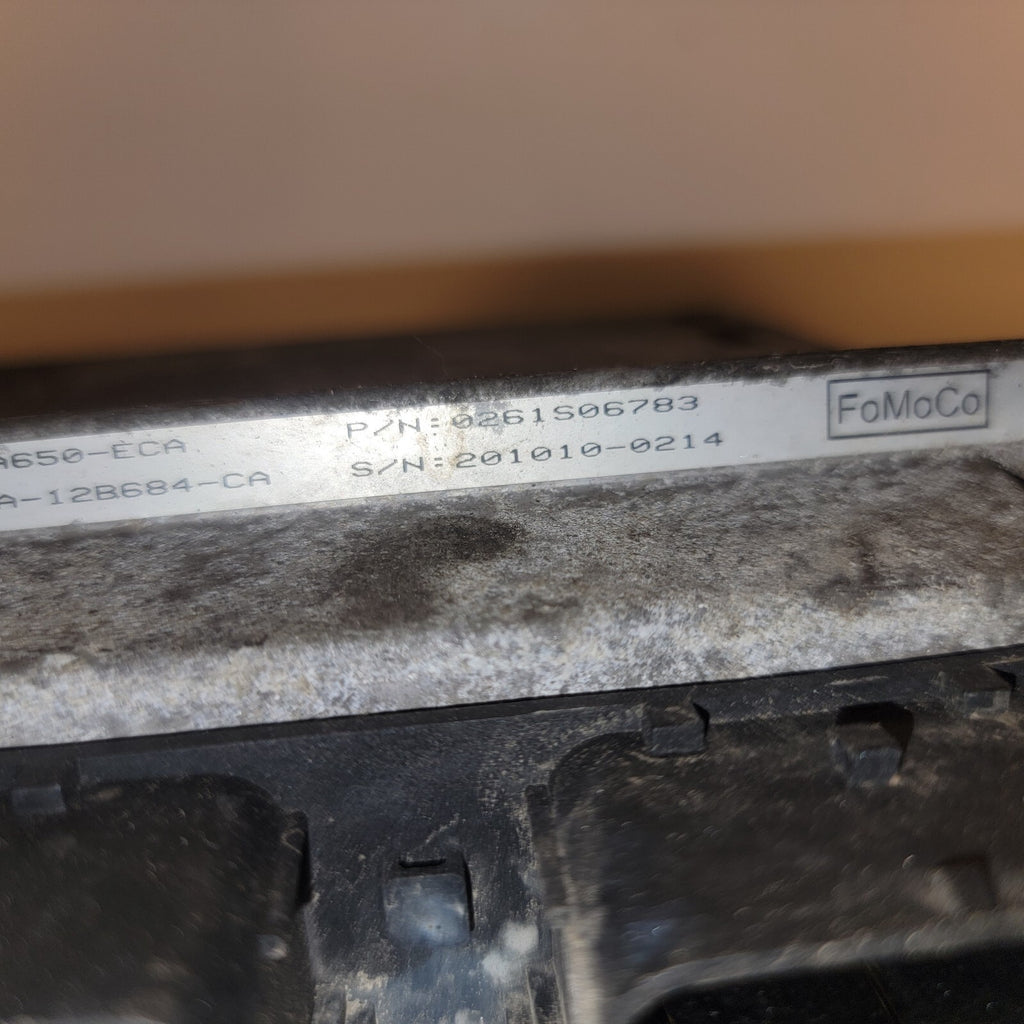 A650-ECA
P/N:0261S06783
FoMoCo
A-12B684-CA
S/N:201010-0214